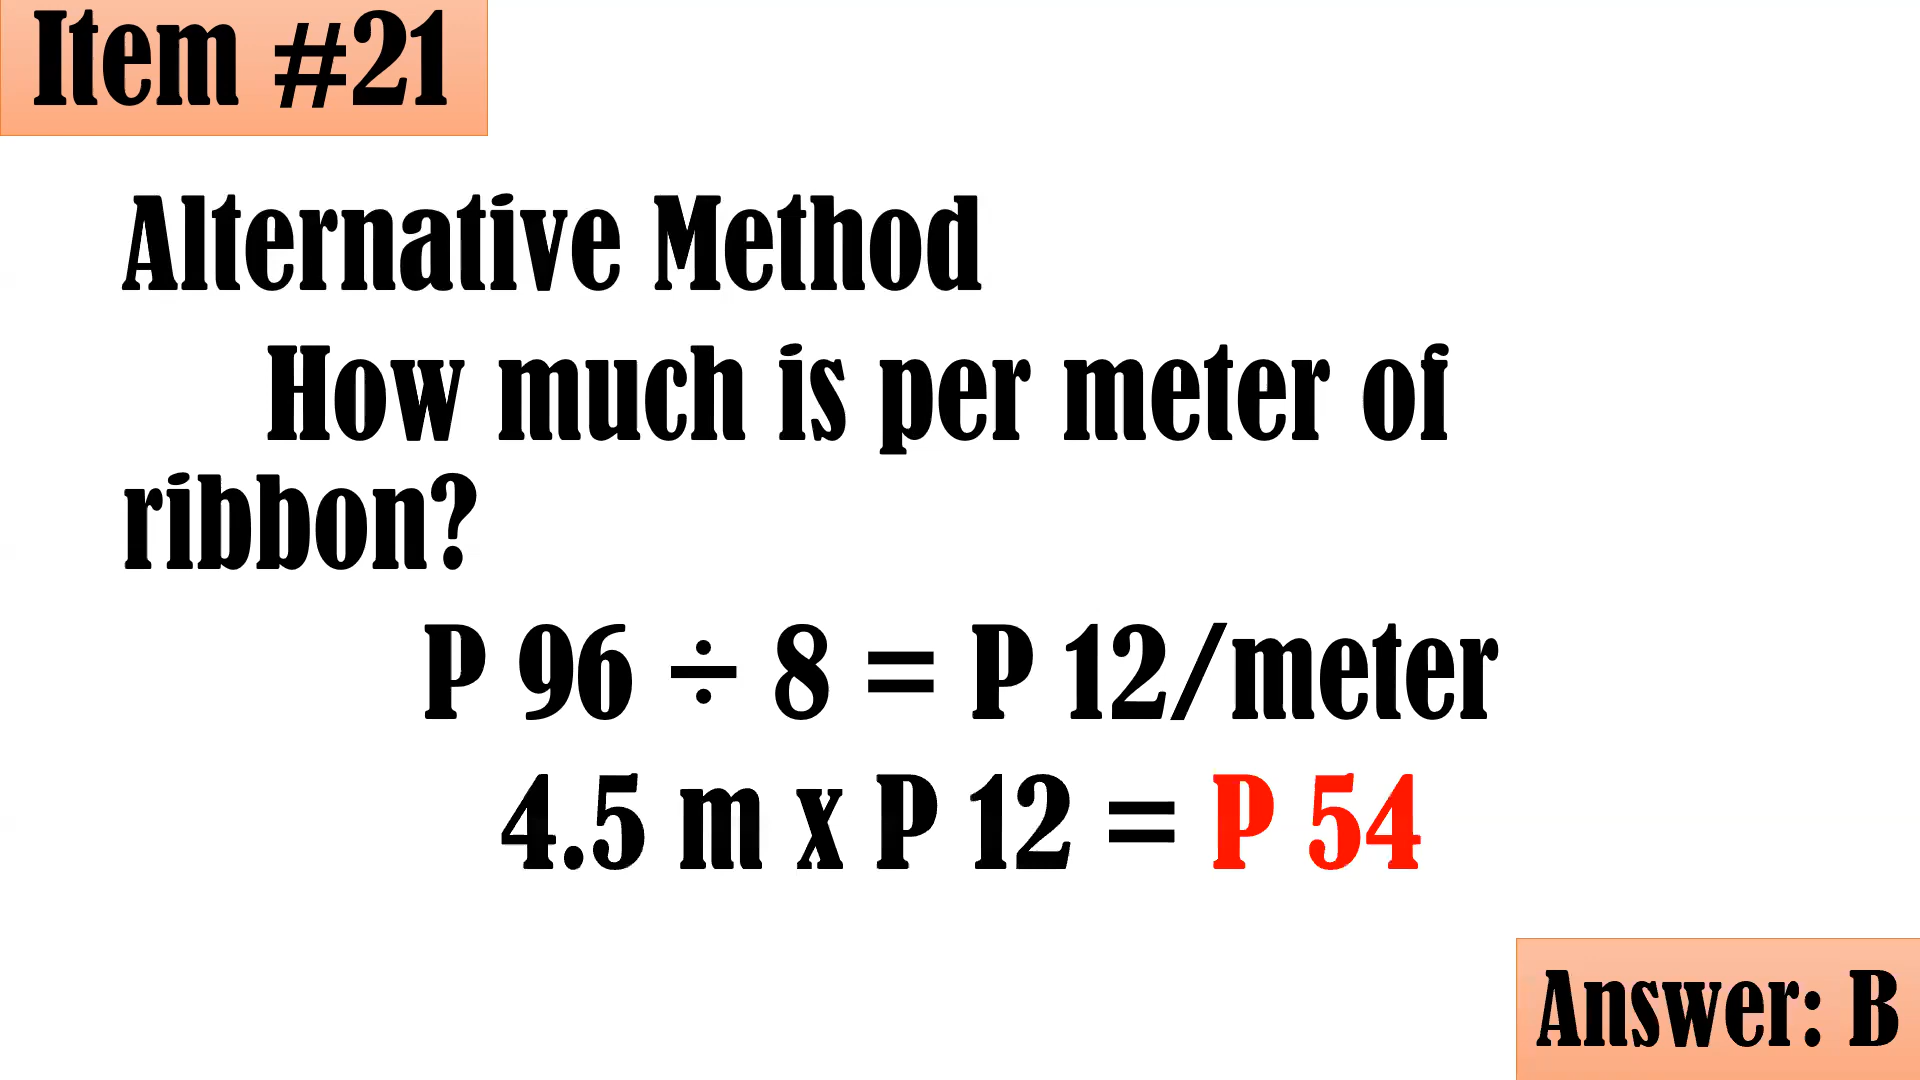 Item #21
Alternative Method
How much is per meter of
ribbon?
P 96 ÷ 8 = P 12/meter
4.5 m x P 12 = P 54
Answer: B